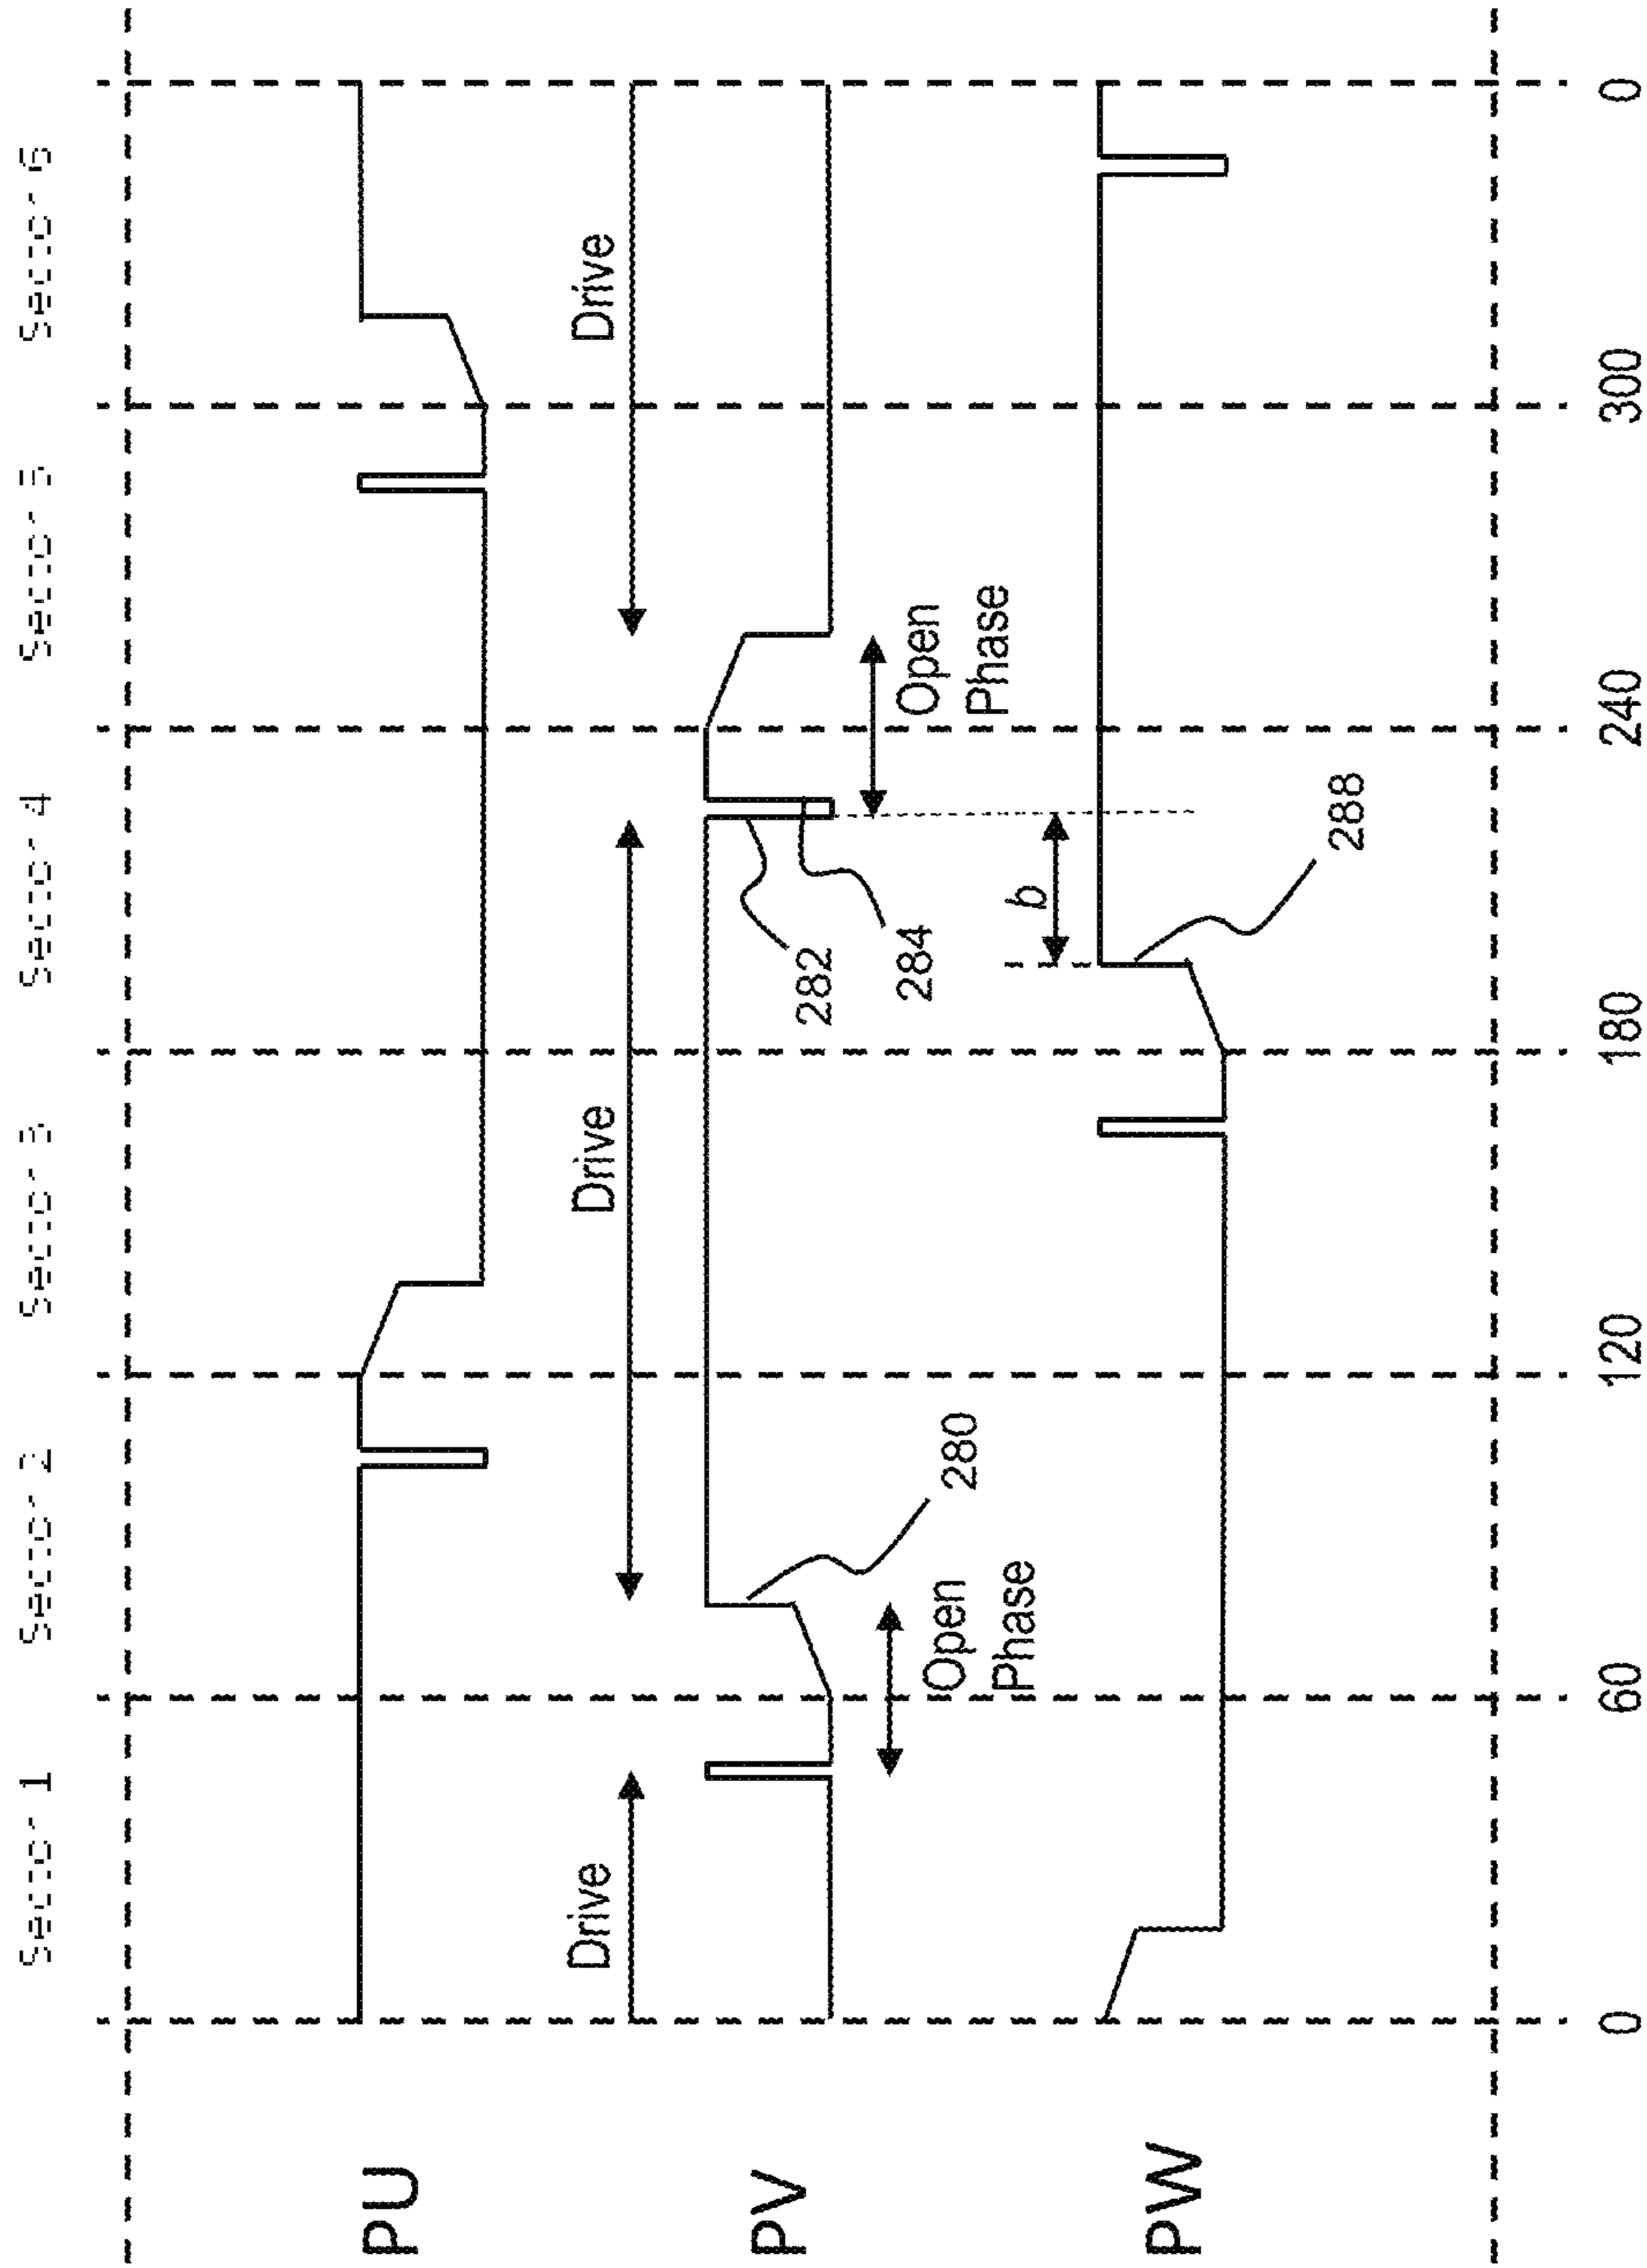 Sector 1 Sector 2 Sector 3 Sector 4 Sector 5 Sector 6
PU
Drive Drive Drive
PV
280
282
284
Open
Phase
Open
Phase
b
288
PW
0 60 120 180 240 300 0